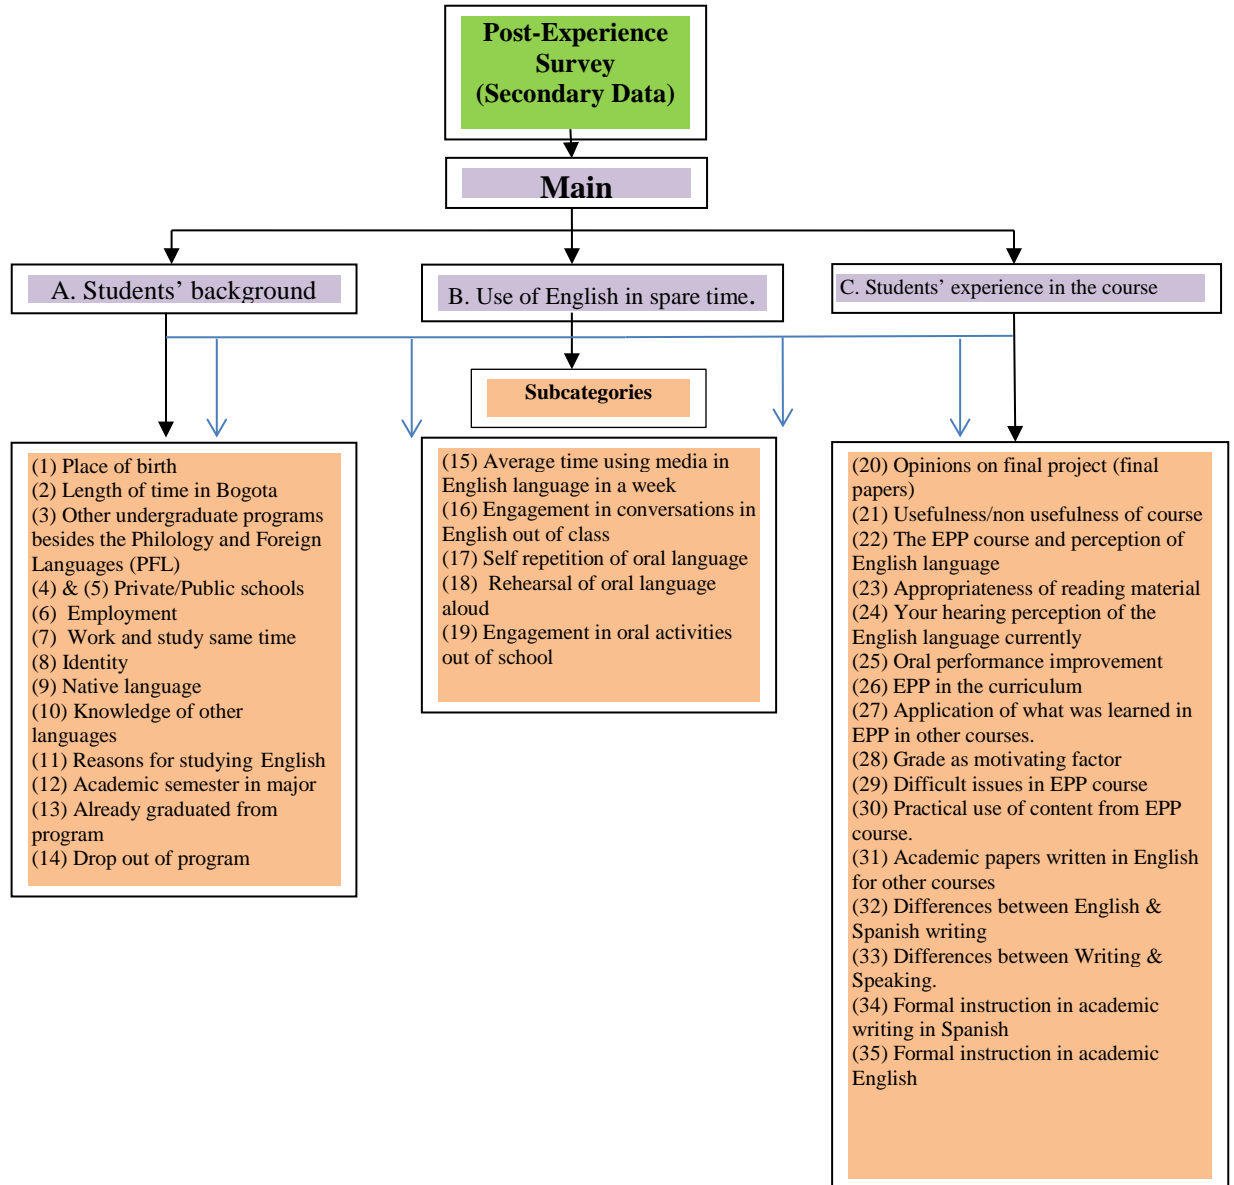 Post-Experience
Survey
(Secondary Data)
Main
A. Students’ background
B. Use of English in spare time.
C. Students’ experience in the course
Subcategories
(1) Place of birth
(2) Length of time in Bogota
(3) Other undergraduate programs
besides the Philology and Foreign
Languages (PFL)
(4) & (5) Private/Public schools
(6) Employment
(7) Work and study same time
(8) Identity
(9) Native language
(10) Knowledge of other
languages
(11) Reasons for studying English
(12) Academic semester in major
(13) Already graduated from
program
(14) Drop out of program
(15) Average time using media in
English language in a week
(16) Engagement in conversations in
English out of class
(17) Self repetition of oral language
(18) Rehearsal of oral language
aloud
(19) Engagement in oral activities
out of school
(20) Opinions on final project (final
papers)
(21) Usefulness/non usefulness of course
(22) The EPP course and perception of
English language
(23) Appropriateness of reading material
(24) Your hearing perception of the
English language currently
(25) Oral performance improvement
(26) EPP in the curriculum
(27) Application of what was learned in
EPP in other courses.
(28) Grade as motivating factor
(29) Difficult issues in EPP course
(30) Practical use of content from EPP
course.
(31) Academic papers written in English
for other courses
(32) Differences between English &
Spanish writing
(33) Differences between Writing &
Speaking.
(34) Formal instruction in academic
writing in Spanish
(35) Formal instruction in academic
English